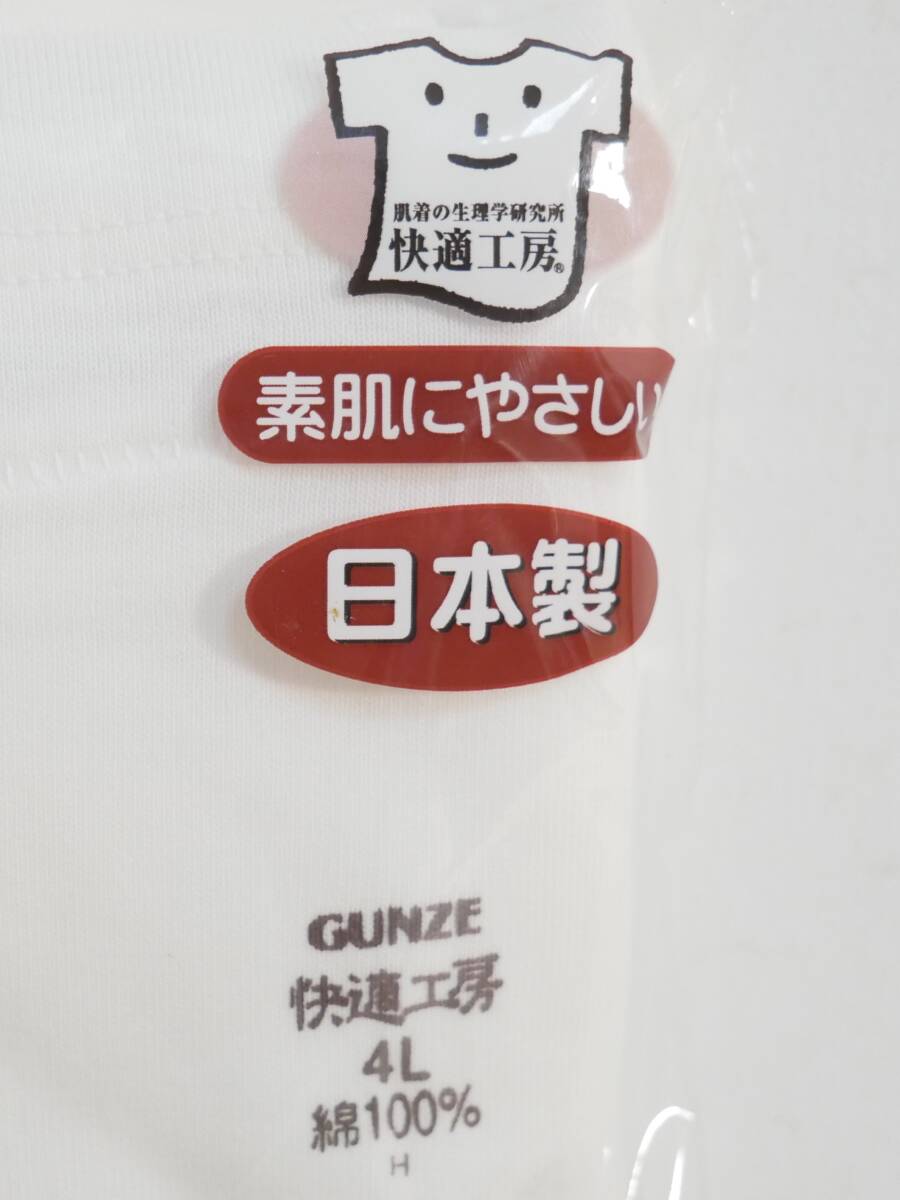 肌着の生理学研究所
快適工房®
素肌にやさしい
日本製
GUNZE
快適工房
4L
綿100%
H